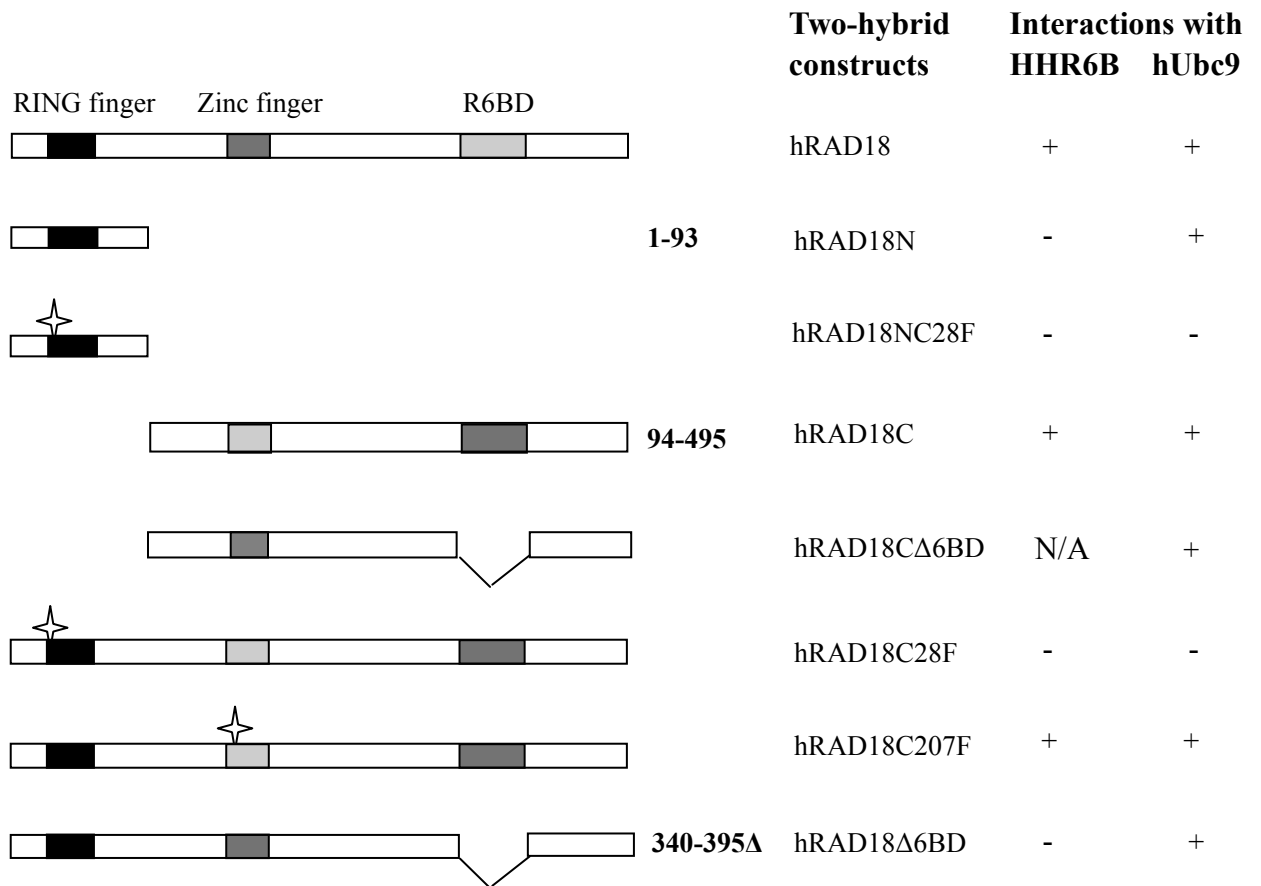 Two-hybrid constructs Interactions with
HHR6B hUbc9
RING finger Zinc finger R6BD
hRAD18 + +
1-93 hRAD18N - +
hRAD18NC28F - -
94-495 hRAD18C + +
hRAD18CΔ6BD N/A +
hRAD18C28F - -
hRAD18C207F + +
340-395Δ hRAD18Δ6BD - +